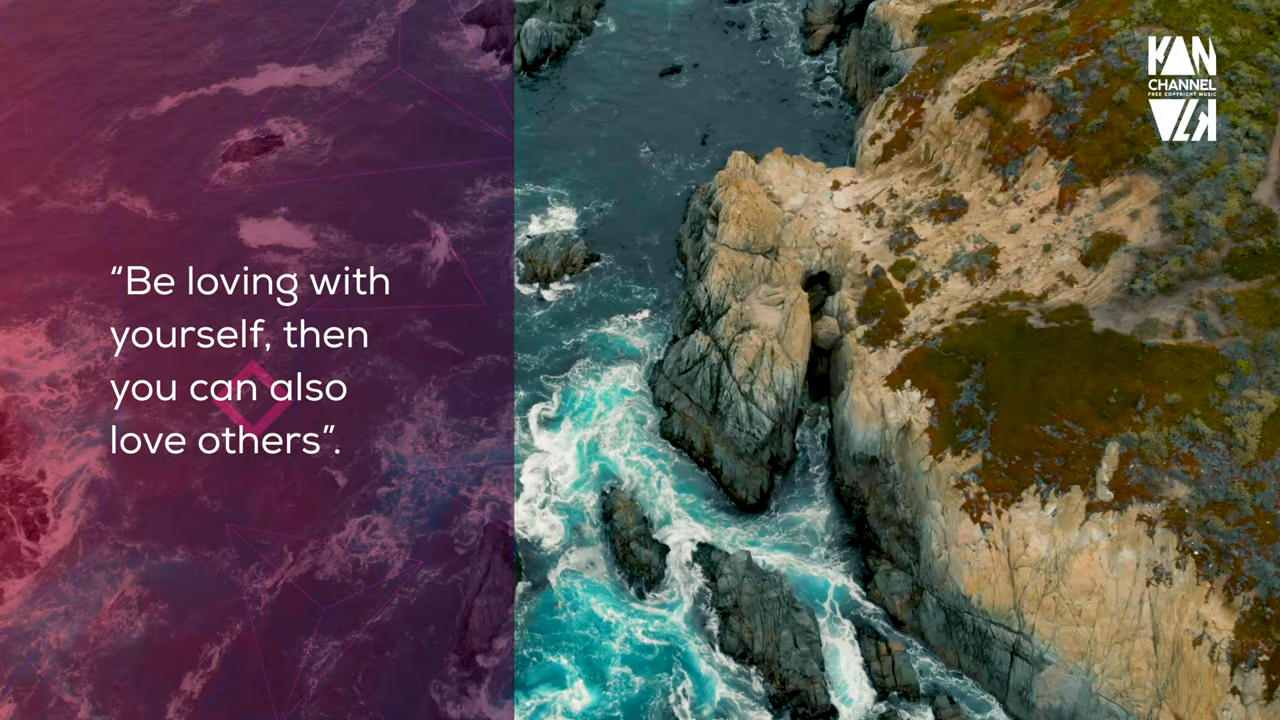 “Be loving with
yourself, then
you can also
love others”.
KAN
CHANNEL
FREE COPYRIGHT MUSIC